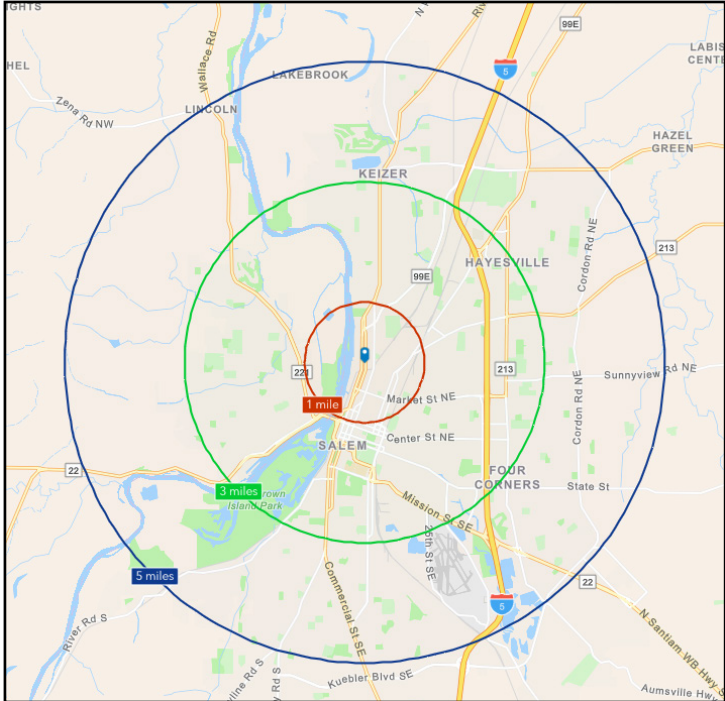 IGHTS
99E
5
LABIS
CENTE
HEL
Wallace Rd
LAKEBROOK
Zena Rd NW
LINCOLN
HAZEL
GREEN
KEIZER
213
Cordon Rd NE
HAYESVILLE
99E
221
213
Sunnyview Rd NE
1 mile
Market St NE
Cordon Rd NE
Center St NE
SALEM
22
FOUR
CORNERS
State St
3 miles
rown
Island Park
Mission St SE
25th St SE
5 miles
22
5
Commercial St SE
River Rd S
N Santiam WB Hwy S
Kuebler Blvd SE
Aumsville Hwy